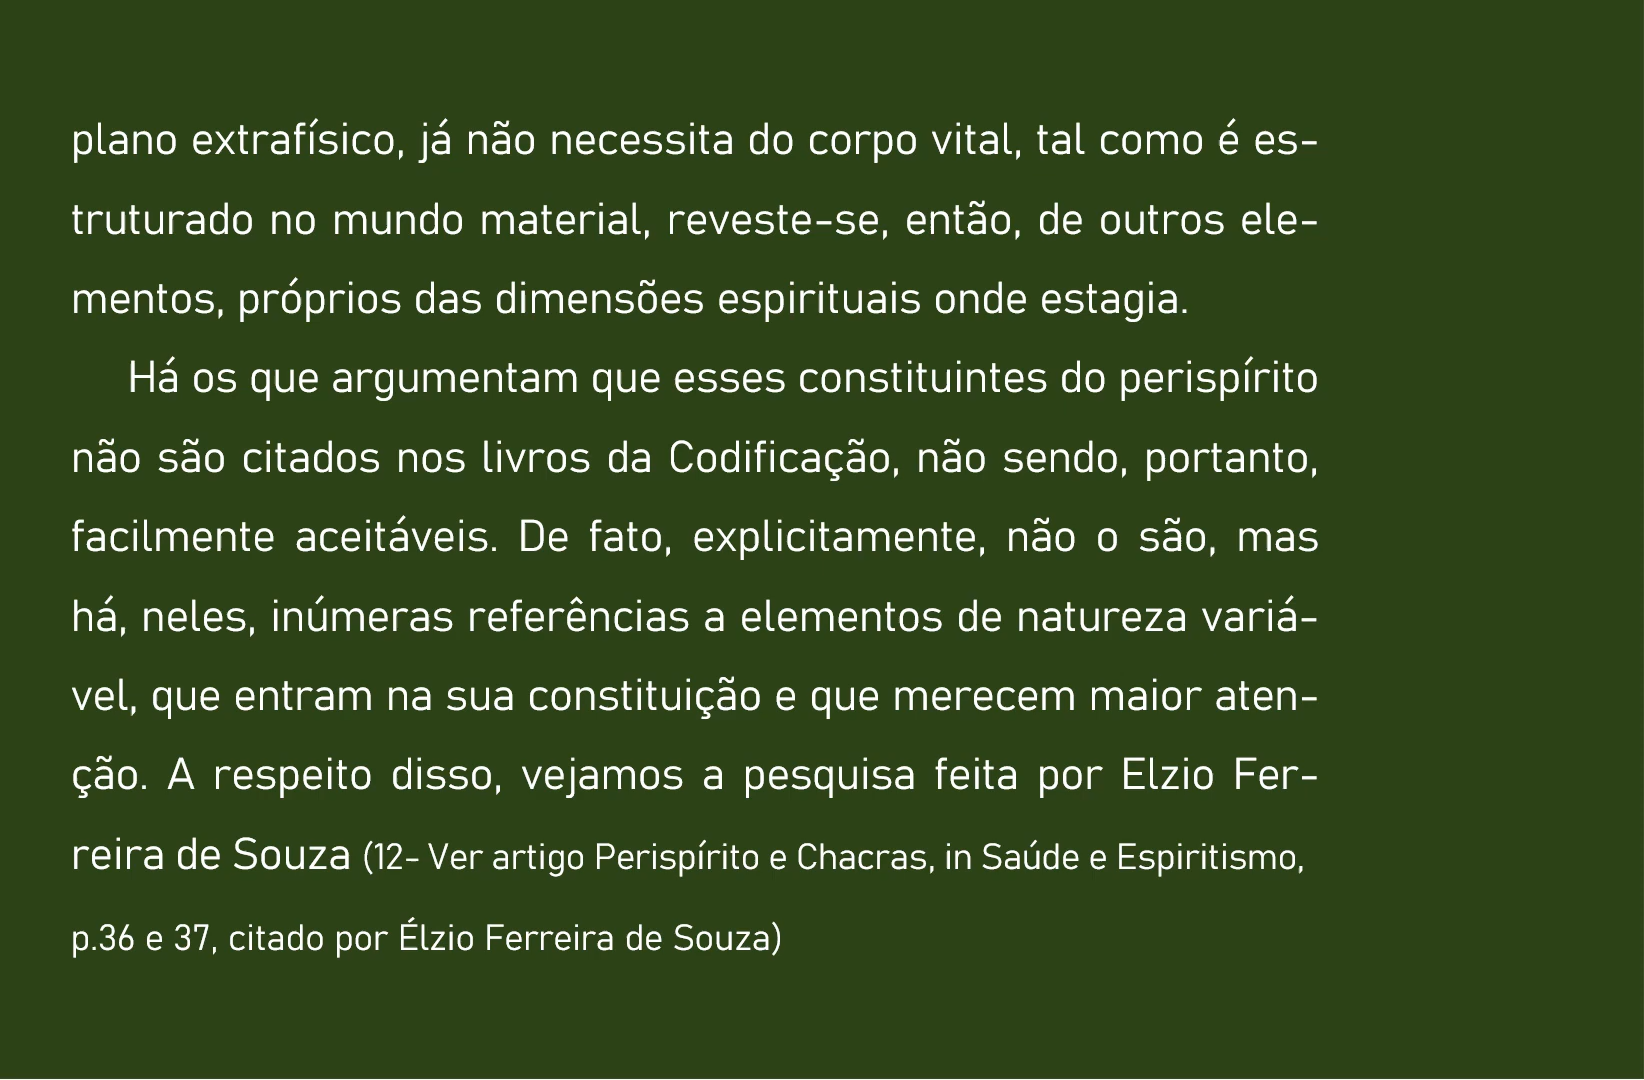 plano extrafísico, já não necessita do corpo vital, tal como é es-
truturado no mundo material, reveste-se, então, de outros ele-
mentos, próprios das dimensões espirituais onde estagia.
Há os que argumentam que esses constituintes do perispírito
não são citados nos livros da Codificação, não sendo, portanto,
facilmente aceitáveis. De fato, explicitamente, não o são, mas
há, neles, inúmeras referências a elementos de natureza variá-
vel, que entram na sua constituição e que merecem maior aten-
ção. A respeito disso, vejamos a pesquisa feita por Elzio Fer-
reira de Souza (12- Ver artigo Perispírito e Chacras, in Saúde e Espiritismo,
p.36 e 37, citado por Élzio Ferreira de Souza)